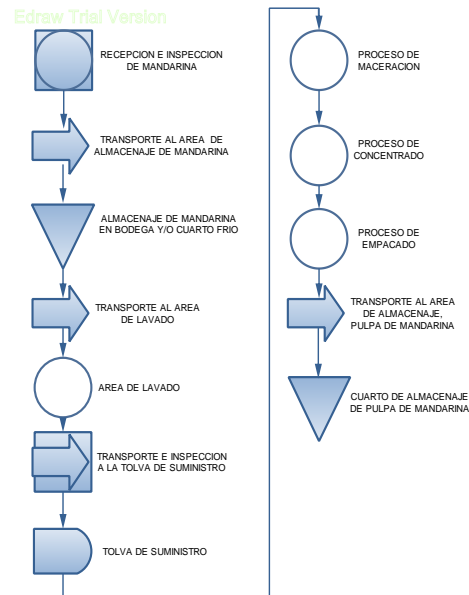 Edraw Trial Version
RECEPCION E INSPECCION
DE MANDARINA
TRANSPORTE AL AREA DE
ALMACENAJE DE MANDARINA
ALMACENAJE DE MANDARINA
EN BODEGA Y/O CUARTO FRIO
TRANSPORTE AL AREA
DE LAVADO
AREA DE LAVADO
TRANSPORTE E INSPECCION
A LA TOLVA DE SUMINISTRO
TOLVA DE SUMINISTRO
PROCESO DE
MACERACION
PROCESO DE
CONCENTRADO
PROCESO DE
EMPACADO
TRANSPORTE AL AREA
DE ALMACENAJE,
PULPA DE MANDARINA
CUARTO DE ALMACENAJE
DE PULPA DE MANDARINA